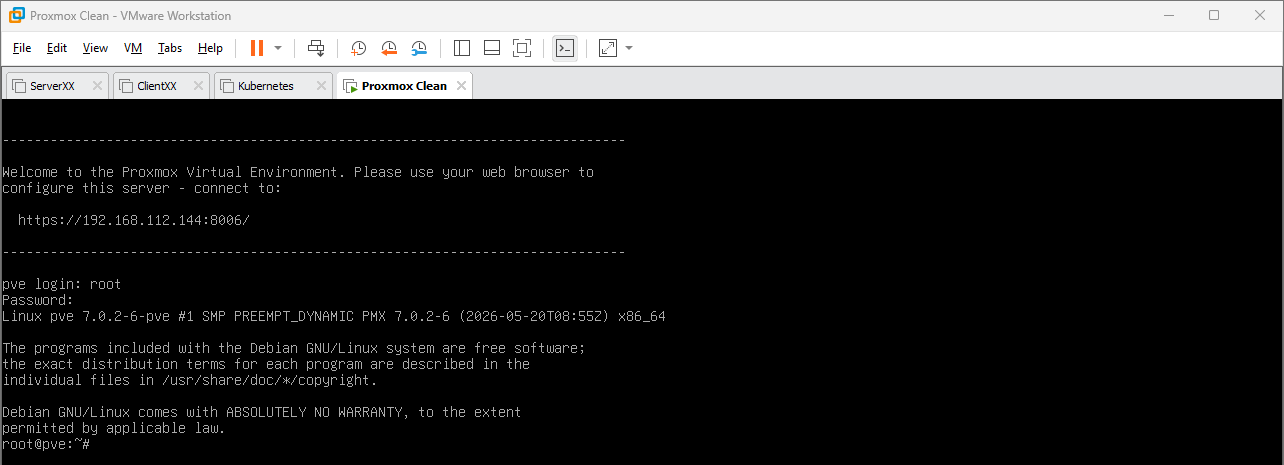 Proxmox Clean - VMware Workstation
File Edit View VM Tabs Help
ServerXX ClientXX Kubernetes Proxmox Clean
------------------------------------------------------------------------------
Welcome to the Proxmox Virtual Environment. Please use your web browser to
configure this server - connect to:
https://192.168.112.144:8006/
------------------------------------------------------------------------------
pve login: root
Password:
Linux pve 7.0.2-6-pve #1 SMP PREEMPT_DYNAMIC PMX 7.0.2-6 (2026-05-20T08:55Z) x86_64
The programs included with the Debian GNU/Linux system are free software;
the exact distribution terms for each program are described in the
individual files in /usr/share/doc/*/copyright.
Debian GNU/Linux comes with ABSOLUTELY NO WARRANTY, to the extent
permitted by applicable law.
root@pve:~#